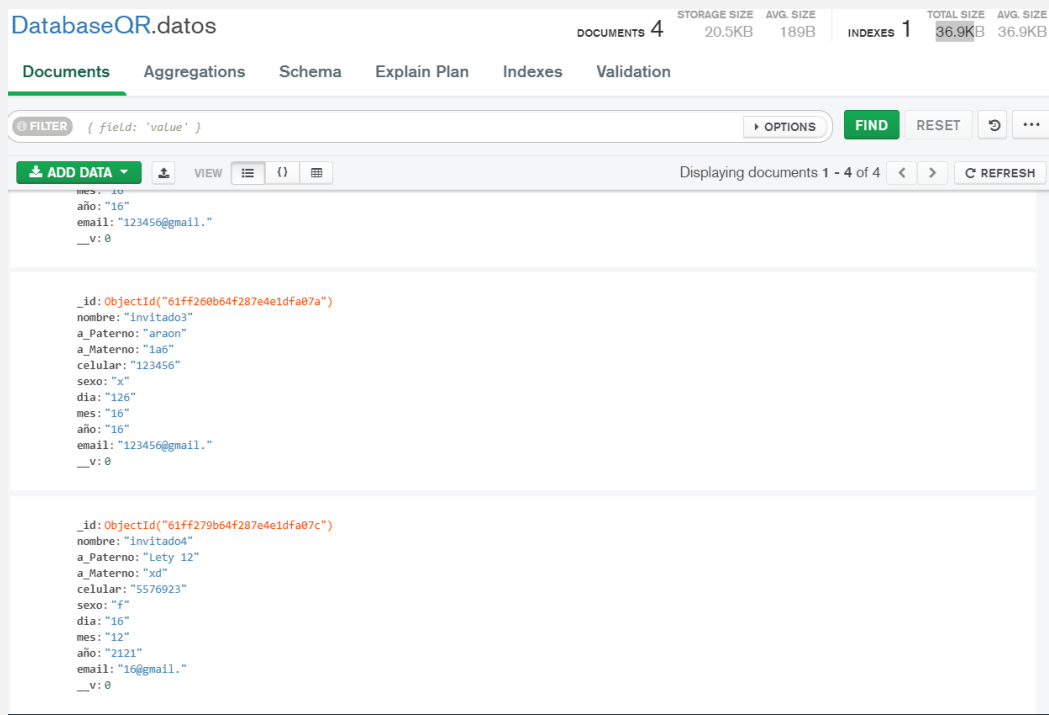 DatabaseQR.datos
DOCUMENTS 4 STORAGE SIZE 20.5KB AVG. SIZE 189B INDEXES 1 TOTAL SIZE 36.9KB AVG. SIZE 36.9KB
Documents Aggregations Schema Explain Plan Indexes Validation
FILTER { field: 'value' } OPTIONS FIND RESET ...
ADD DATA VIEW {} Displaying documents 1 - 4 of 4 < > REFRESH
mes: "16"
año: "16"
email: "123456@gmail."
__v: 0
_id: ObjectId("61ff260b64f287e4e1dfa07a")
nombre: "invitado3"
a_Paterno: "araon"
a_Materno: "1a6"
celular: "123456"
sexo: "x"
dia: "126"
mes: "16"
año: "16"
email: "123456@gmail."
__v: 0
_id: ObjectId("61ff279b64f287e4e1dfa07c")
nombre: "invitado4"
a_Paterno: "Lety 12"
a_Materno: "xd"
celular: "5576923"
sexo: "f"
dia: "16"
mes: "12"
año: "2121"
email: "16@gmail."
__v: 0